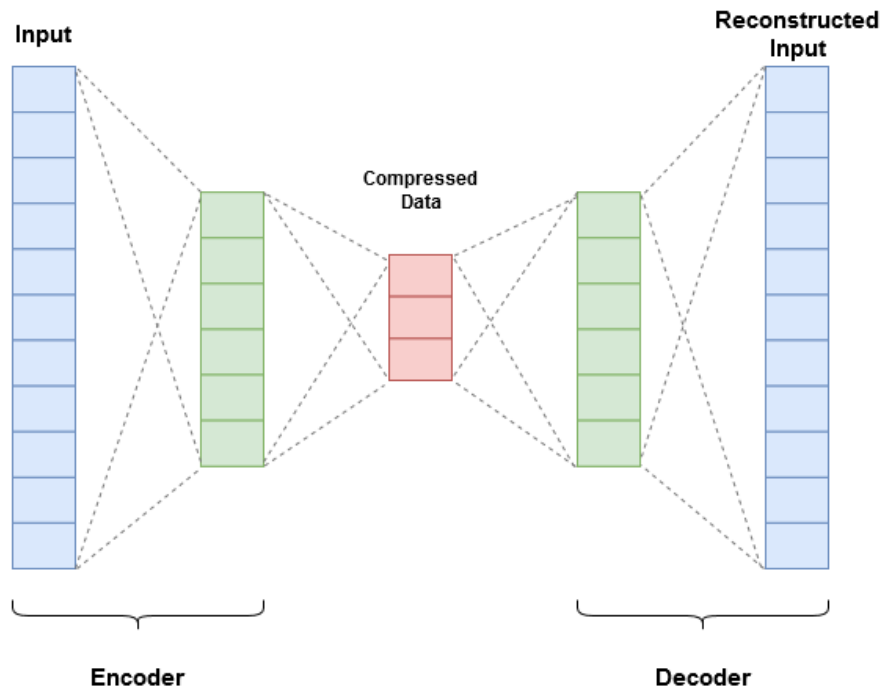 Input
Reconstructed
Input
Compressed
Data
Encoder
Decoder